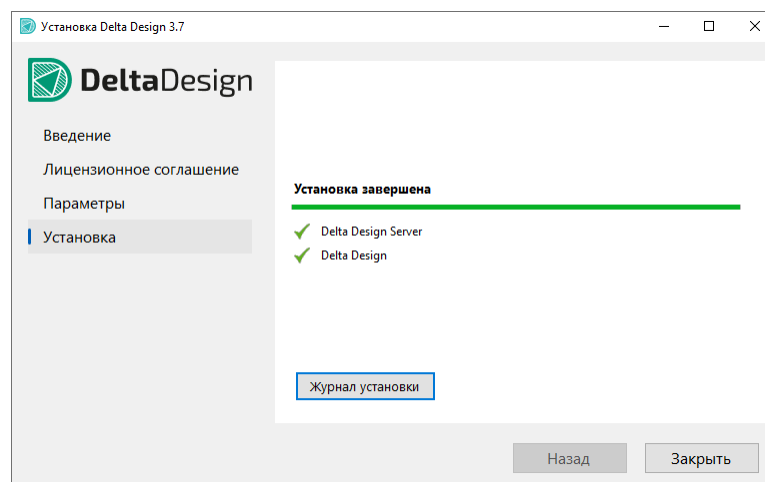 Установка Delta Design 3.7
DeltaDesign
Введение
Лицензионное соглашение
Параметры
Установка
Установка завершена
Delta Design Server
Delta Design
Журнал установки
Назад
Закрыть